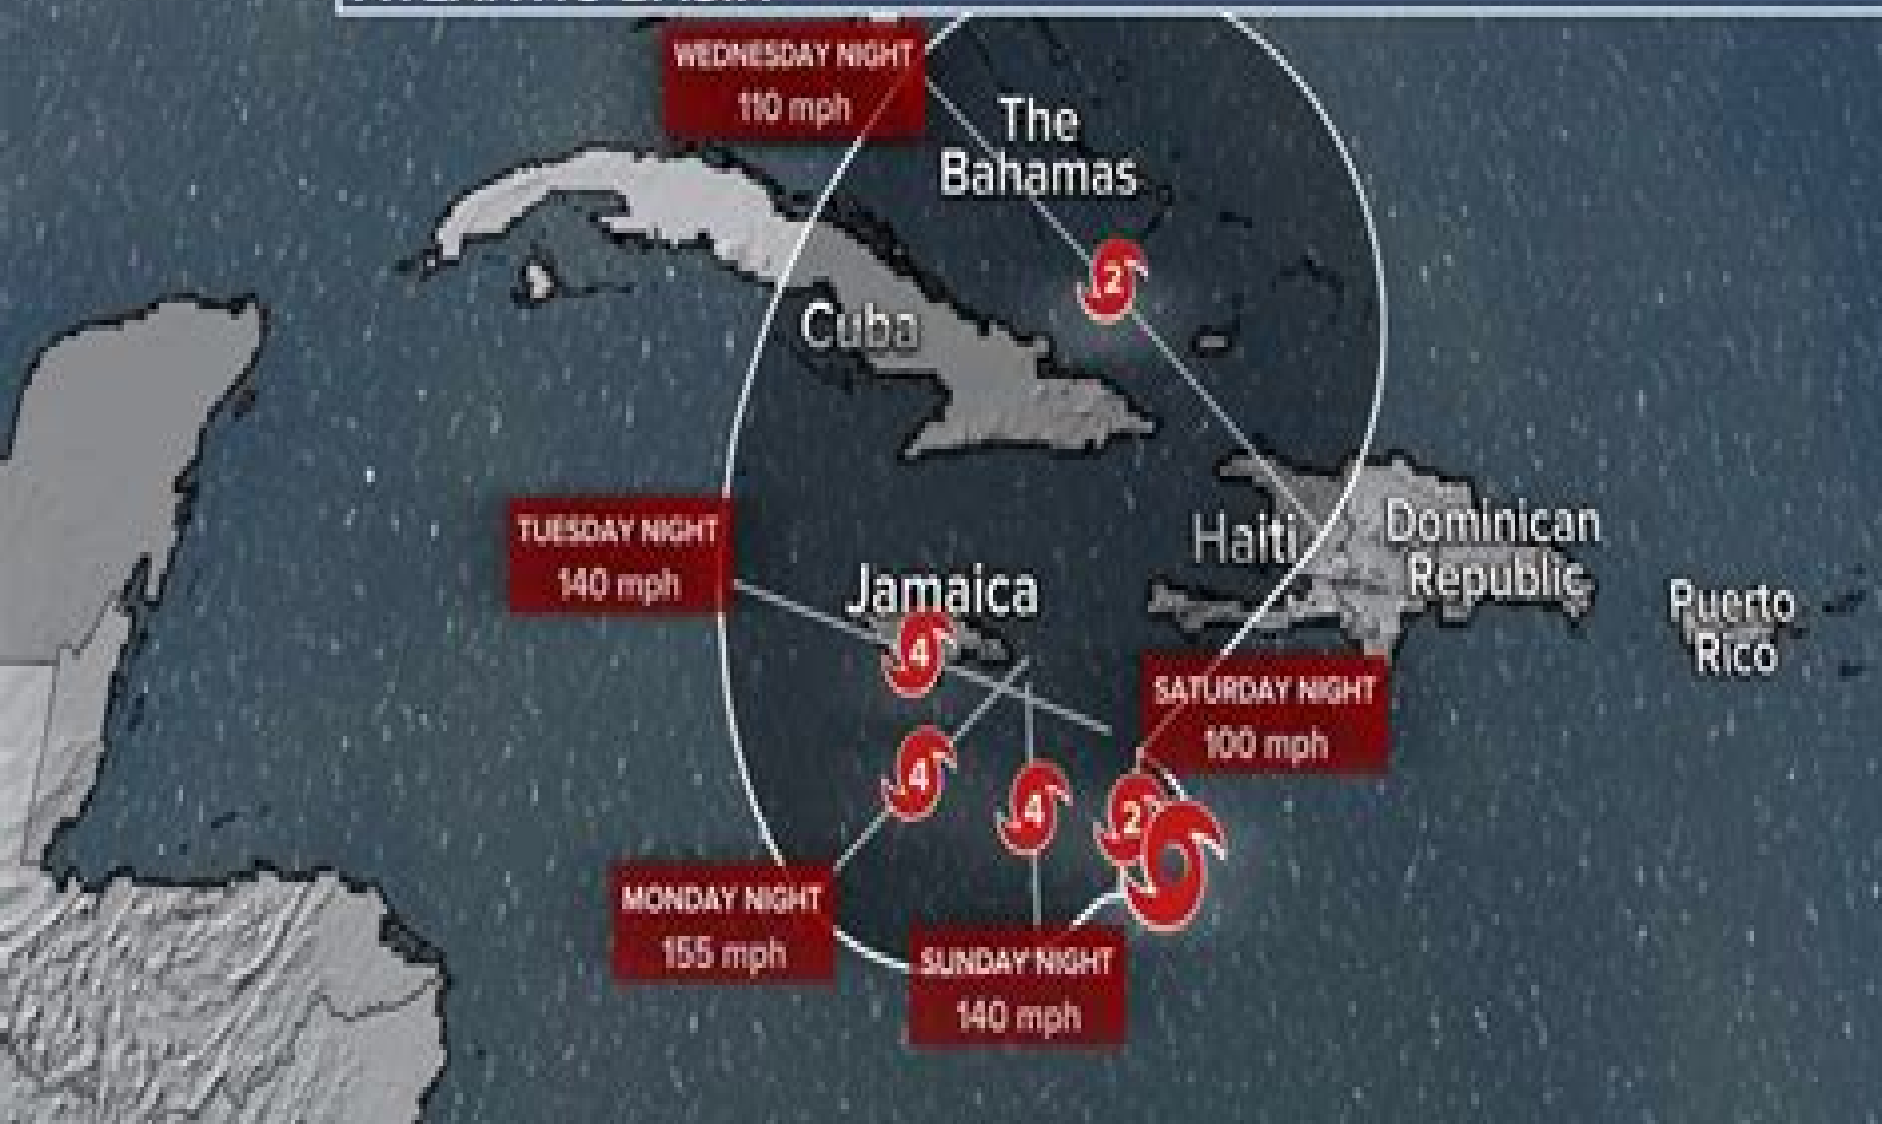 WEDNESDAY NIGHT
110 mph
The
Bahamas
2
Cuba
TUESDAY NIGHT
140 mph
Haiti
Dominican
Republic
Jamaica
Puerto
Rico
4
SATURDAY NIGHT
100 mph
4
4
2
MONDAY NIGHT
155 mph
SUNDAY NIGHT
140 mph